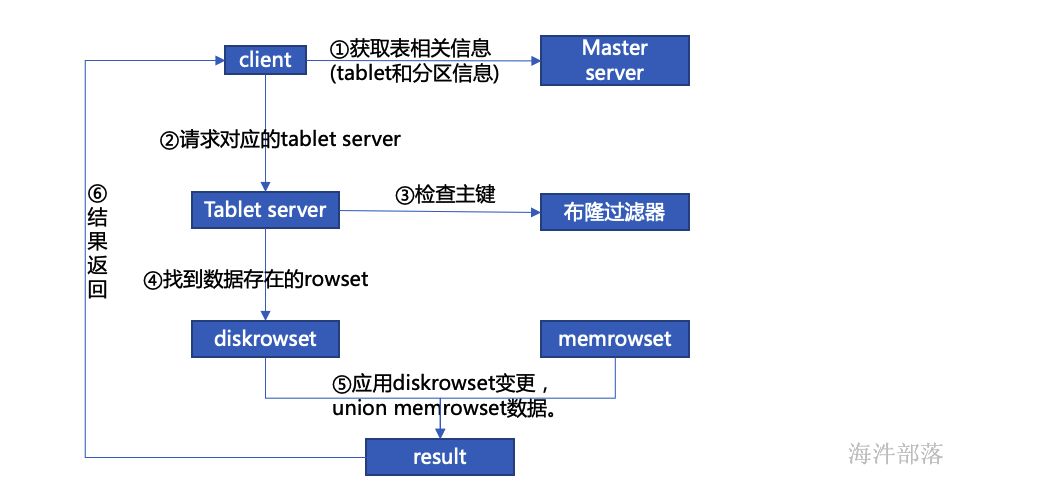 client
①获取表相关信息
(tablet和分区信息)
Master
server
②请求对应的tablet server
Tablet server
③检查主键
布隆过滤器
⑥结果返回
④找到数据存在的rowset
diskrowset
memrowset
⑤应用diskrowset变更，
union memrowset数据。
result
海汼部落